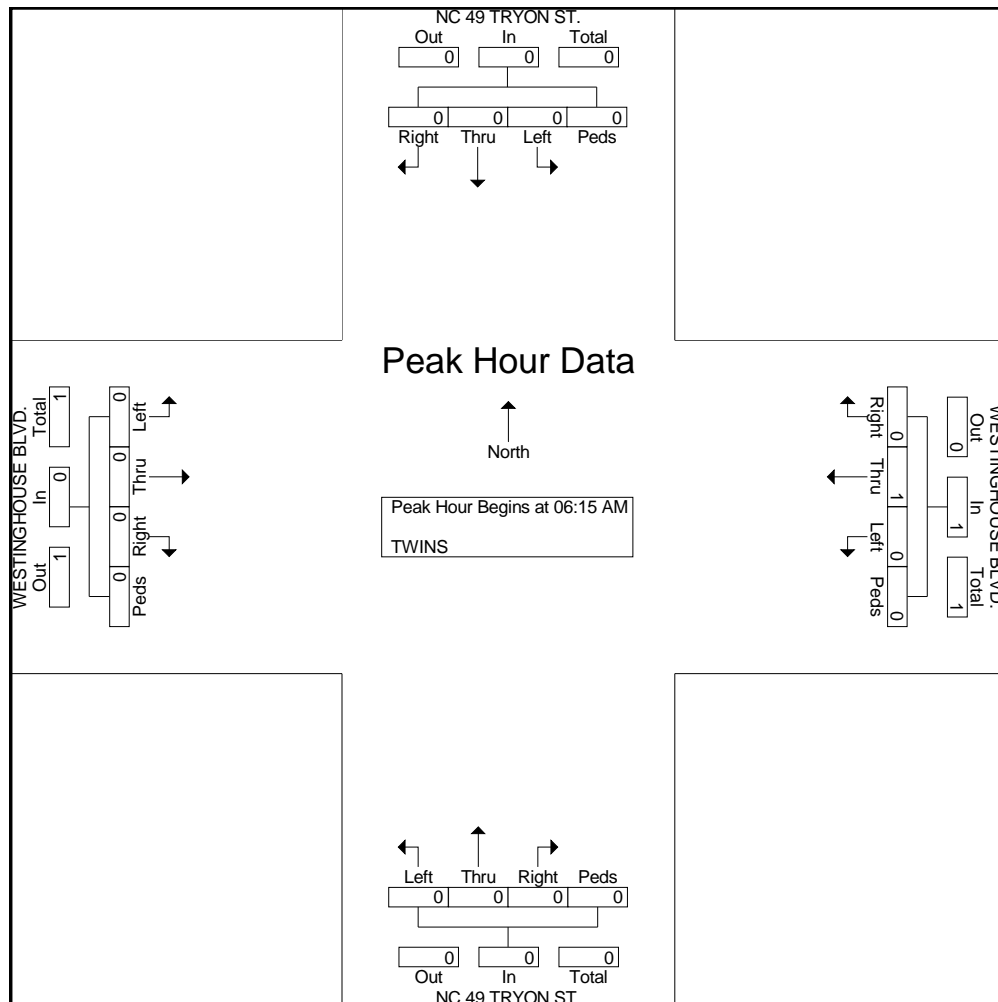 NC 49 TRYON ST.
Out In Total
0 0 0
0 0 0 0
Right Thru Left Peds
Peak Hour Data
North
Peak Hour Begins at 06:15 AM
TWINS
WESTINGHOUSE BLVD.
Total In Out
1 0 1
0 0 0 0
Left Thru Right Peds
WESTINGHOUSE BLVD.
Out In Total
0 1 1
0 1 0 0
Right Thru Left Peds
Left Thru Right Peds
0 0 0 0
0 0 0
Out In Total
NC 49 TRYON ST.